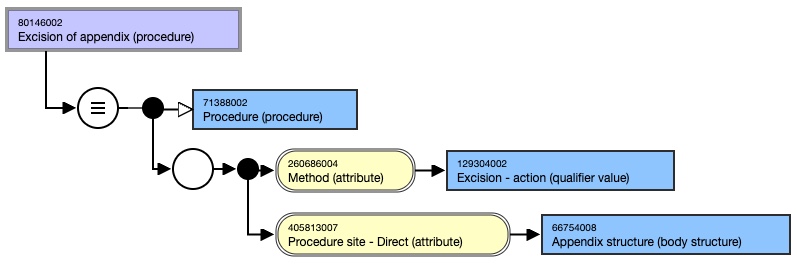 80146002
Excision of appendix (procedure)
71388002
Procedure (procedure)
260686004
Method (attribute)
129304002
Excision - action (qualifier value)
405813007
Procedure site - Direct (attribute)
66754008
Appendix structure (body structure)